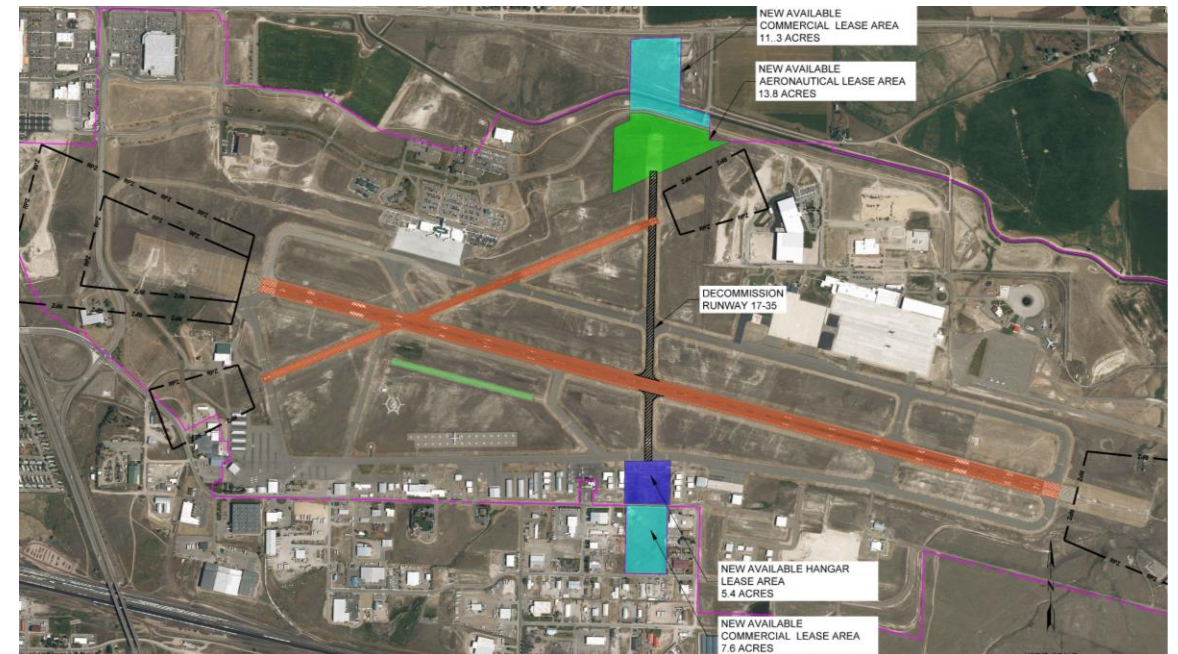 NEW AVAILABLE
COMMERCIAL LEASE AREA
11..3 ACRES
NEW AVAILABLE
AERONAUTICAL LEASE AREA
13.8 ACRES
DECOMMISSION
RUNWAY 17-35
NEW AVAILABLE HANGAR
LEASE AREA
5.4 ACRES
NEW AVAILABLE
COMMERCIAL LEASE AREA
7.6 ACRES